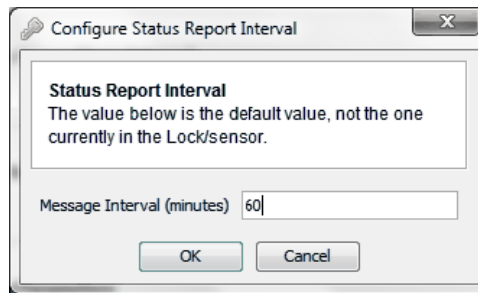 Configure Status Report Interval
Status Report Interval
The value below is the default value, not the one
currently in the Lock/sensor.
Message Interval (minutes) 60
OK Cancel